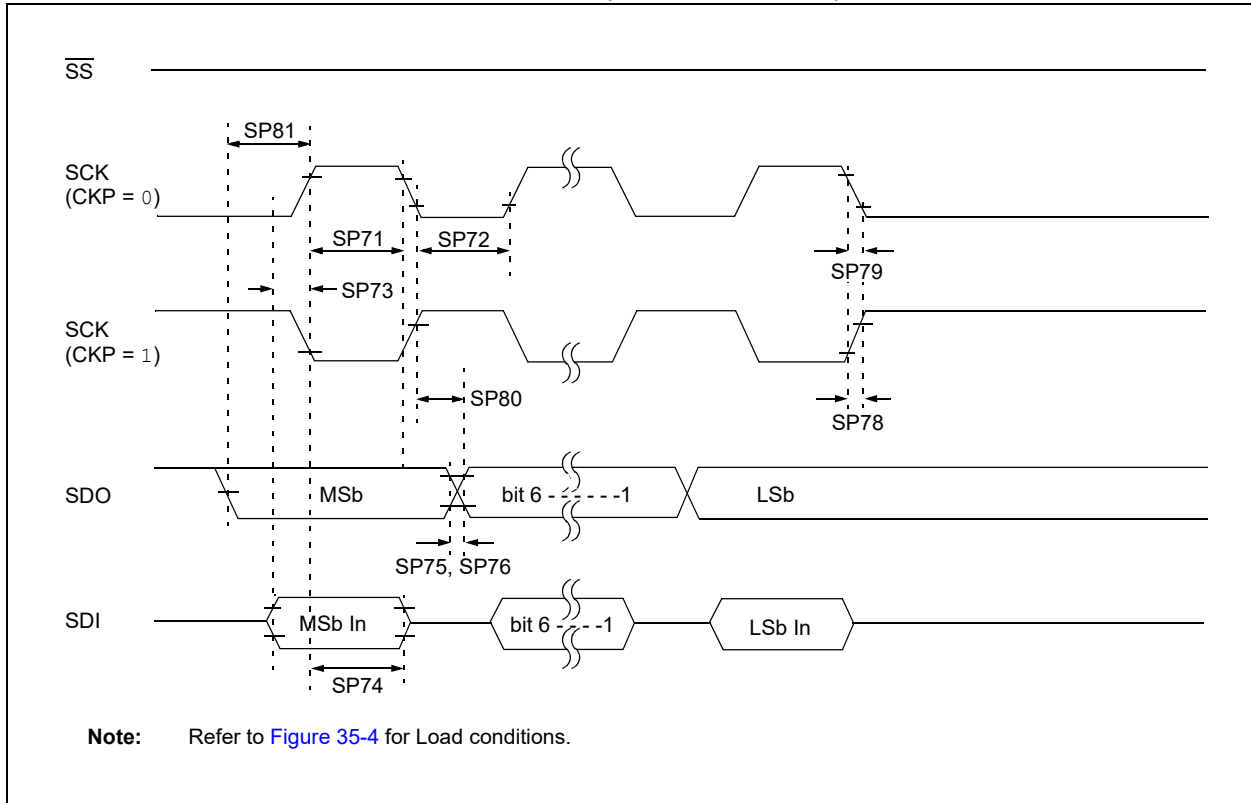 SS
SP81
SCK
(CKP = 0)
SP71
SP72
SP79
SP73
SCK
(CKP = 1)
SP80
SP78
SDO
MSb
bit 6 - - - - - -1
LSb
SP75, SP76
SDI
MSb In
bit 6 - - - -1
LSb In
SP74
Note: Refer to Figure 35-4 for Load conditions.